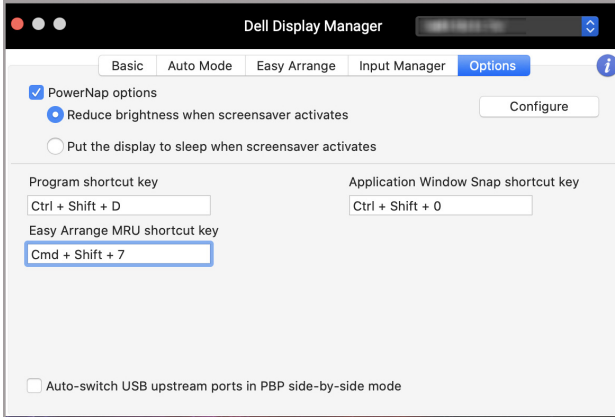 Dell Display Manager
Basic Auto Mode Easy Arrange Input Manager Options i
PowerNap options
Reduce brightness when screensaver activates
Configure
Put the display to sleep when screensaver activates
Program shortcut key Application Window Snap shortcut key
Ctrl + Shift + D Ctrl + Shift + 0
Easy Arrange MRU shortcut key
Cmd + Shift + 7
Auto-switch USB upstream ports in PBP side-by-side mode